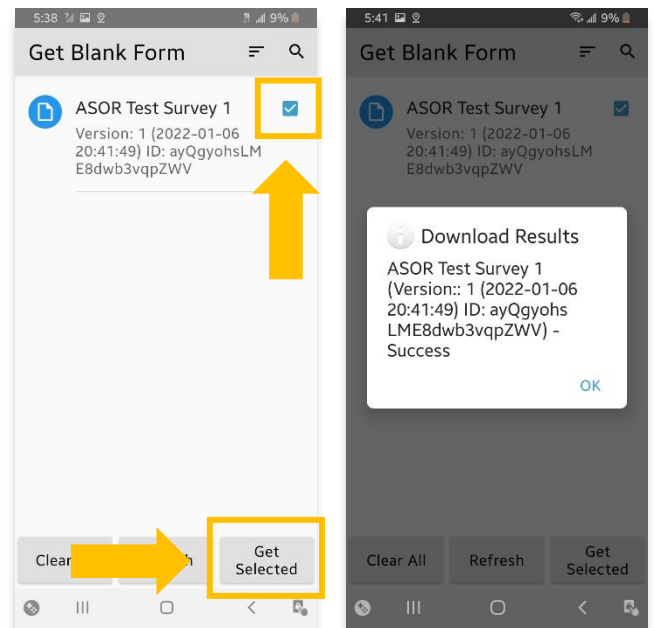 5:38
9%
Get Blank Form
ASOR Test Survey 1
Version: 1 (2022-01-06
20:41:49) ID: ayQgyohsLM
E8dwb3vqpZWV
Get
Selected
5:41
9%
Get Blank Form
ASOR Test Survey 1
Version: 1 (2022-01-06
20:41:49) ID: ayQgyohsLM
E8dwb3vqpZWV
Download Results
ASOR Test Survey 1
(Version:: 1 (2022-01-06
20:41:49) ID: ayQgyohs
LME8dwb3vqpZWV) -
Success
OK
Clear All
Refresh
Get
Selected